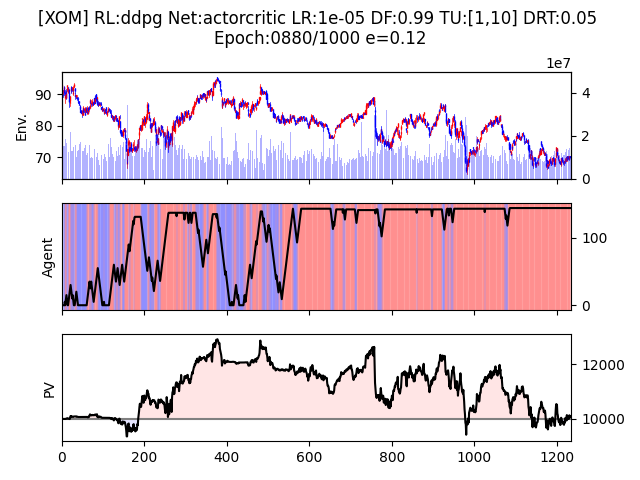 [XOM] RL:ddpg Net:actorcritic LR:1e-05 DF:0.99 TU:[1,10] DRT:0.05
Epoch:0880/1000 e=0.12
1e7
Env.
90
80
70
4
2
0
Agent
100
0
PV
12000
10000
0 200 400 600 800 1000 1200